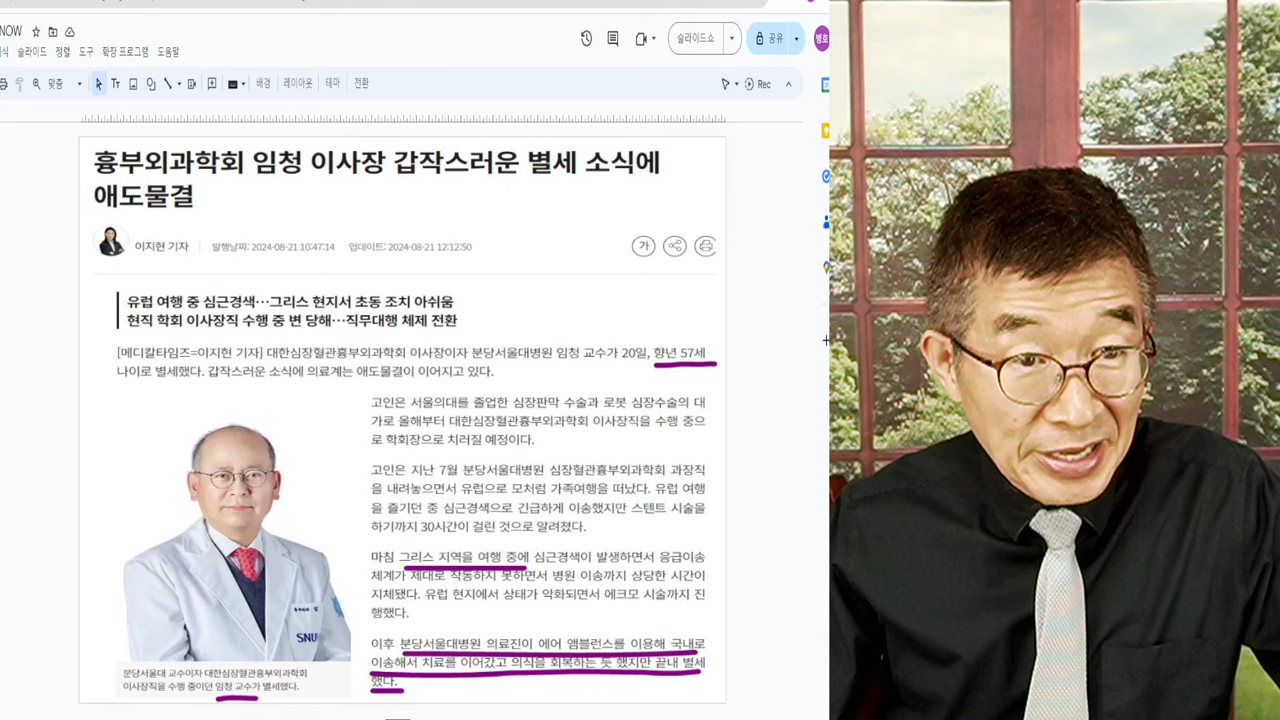 NOW
슬라이드 정렬 도구 확장 프로그램 도움말
슬라이드쇼
공유
병호
맞춤
Tт
배경 레이아웃 테마 전환
Rec
흉부외과학회 임청 이사장 갑작스러운 별세 소식에
애도물결
이지현 기자 발행날짜: 2024-08-21 10:47:14 업데이트: 2024-08-21 12:12:50
가
유럽 여행 중 심근경색…그리스 현지서 초동 조치 아쉬움
현직 학회 이사장직 수행 중 변 당해…직무대행 체제 전환
[메디칼타임즈=이지현 기자] 대한심장혈관흉부외과학회 이사장이자 분당서울대병원 임청 교수가 20일, 향년 57세
나이로 별세했다. 갑작스러운 소식에 의료계는 애도물결이 이어지고 있다.
고인은 서울의대를 졸업한 심장판막 수술과 로봇 심장수술의 대
가로 올해부터 대한심장혈관흉부외과학회 이사장직을 수행 중으
로 학회장으로 치러질 예정이다.
고인은 지난 7월 분당서울대병원 심장혈관흉부외과학회 과장직
을 내려놓으면서 유럽으로 모처럼 가족여행을 떠났다. 유럽 여행
을 즐기던 중 심근경색으로 긴급하게 이송했지만 스텐트 시술을
하기까지 30시간이 걸린 것으로 알려졌다.
마침 그리스 지역을 여행 중에 심근경색이 발생하면서 응급이송
체계가 제대로 작동하지 못하면서 병원 이송까지 상당한 시간이
지체됐다. 유럽 현지에서 상태가 악화되면서 에크모 시술까지 진
행했다.
이후 분당서울대병원 의료진이 에어 앰블런스를 이용해 국내로
이송해서 치료를 이어갔고 의식을 회복하는 듯 했지만 끝내 별세
했다.
SNU
분당서울대 교수이자 대한심장혈관흉부외과학회
이사장직을 수행 중이던 임청 교수가 별세했다.